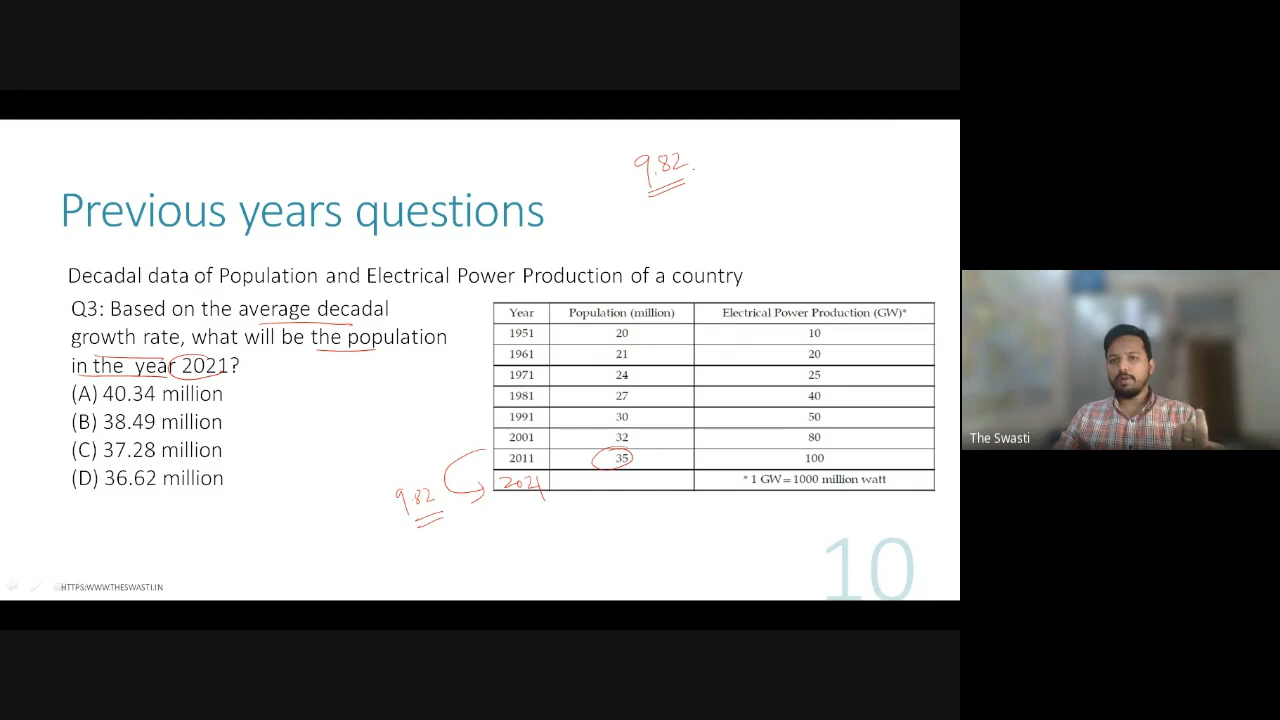 9.82
Previous years questions
Decadal data of Population and Electrical Power Production of a country
Q3: Based on the average decadal
growth rate, what will be the population
in the year 2021?
(A) 40.34 million
(B) 38.49 million
(C) 37.28 million
(D) 36.62 million
Year Population (million) Electrical Power Production (GW)*
1951 20 10
1961 21 20
1971 24 25
1981 27 40
1991 30 50
2001 32 80
2011 35 100
2021 * 1 GW = 1000 million watt
9.82
10
HTTPS:WWW.THESWASTI.IN
The Swasti